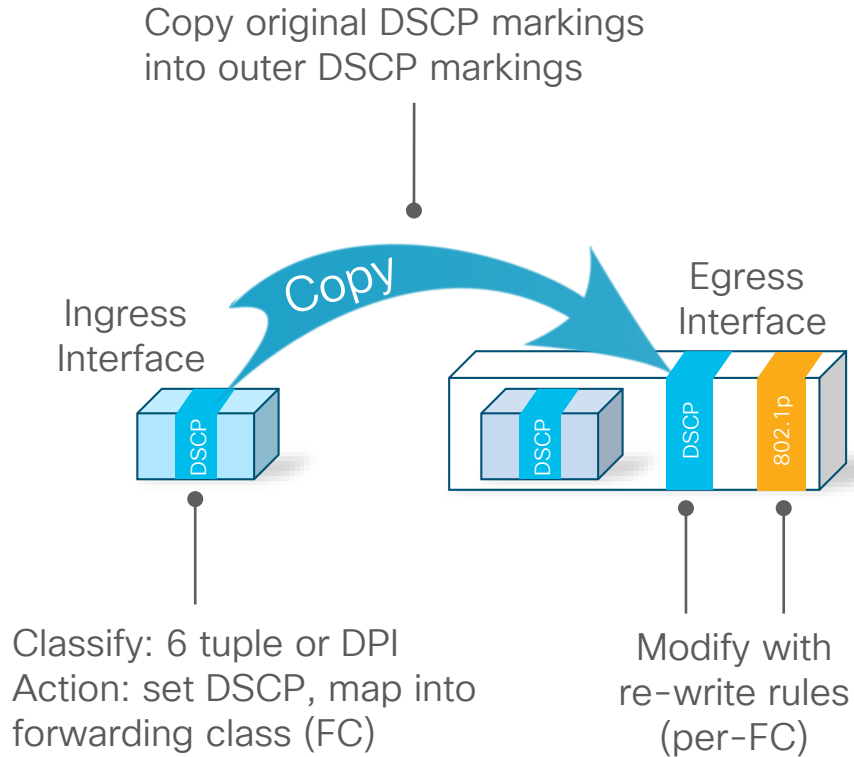 Copy original DSCP markings
into outer DSCP markings
Copy
Ingress
Interface
Egress
Interface
DSCP
DSCP
DSCP
802.1p
Classify: 6 tuple or DPI
Action: set DSCP, map into
forwarding class (FC)
Modify with
re-write rules
(per-FC)